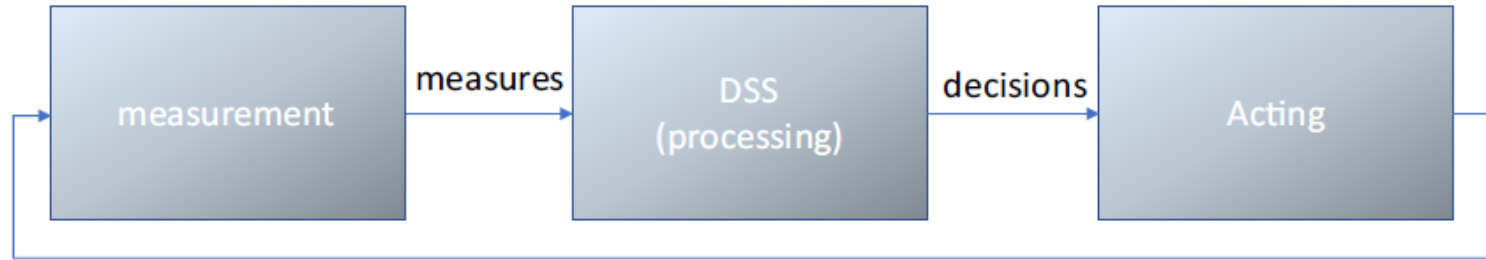 measurement
measures
DSS
(processing)
decisions
Acting